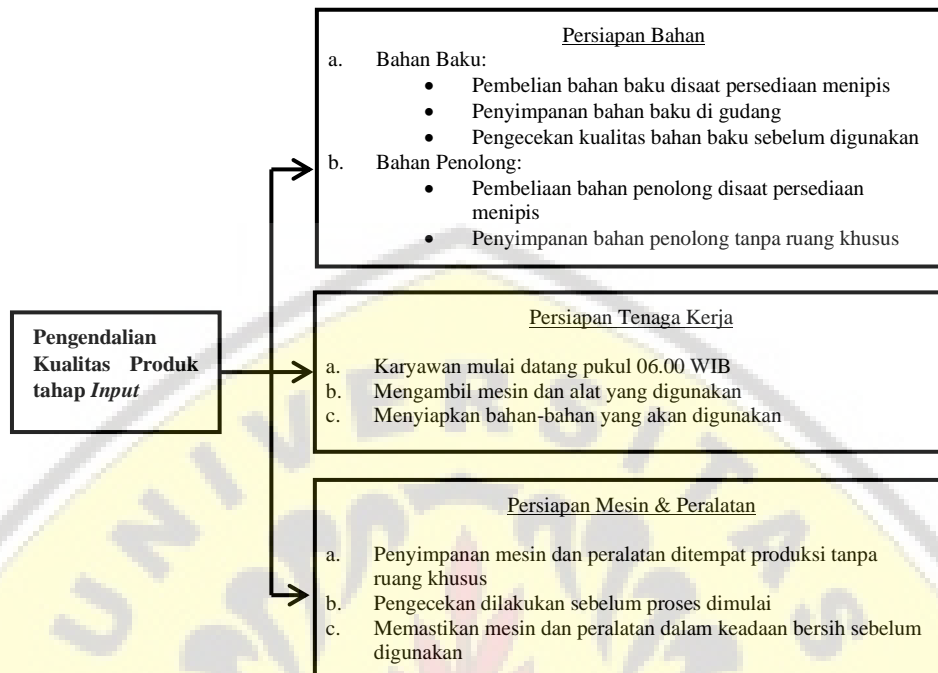 Persiapan Bahan
a. Bahan Baku:
• Pembelian bahan baku disaat persediaan menipis
• Penyimpanan bahan baku di gudang
• Pengecekan kualitas bahan baku sebelum digunakan
b. Bahan Penolong:
• Pembeliaan bahan penolong disaat persediaan
menipis
• Penyimpanan bahan penolong tanpa ruang khusus
Pengendalian
Kualitas Produk
tahap Input
Persiapan Tenaga Kerja
a. Karyawan mulai datang pukul 06.00 WIB
b. Mengambil mesin dan alat yang digunakan
c. Menyiapkan bahan-bahan yang akan digunakan
Persiapan Mesin & Peralatan
a. Penyimpanan mesin dan peralatan ditempat produksi tanpa
ruang khusus
b. Pengecekan dilakukan sebelum proses dimulai
c. Memastikan mesin dan peralatan dalam keadaan bersih sebelum
digunakan
UNIVERSITAS